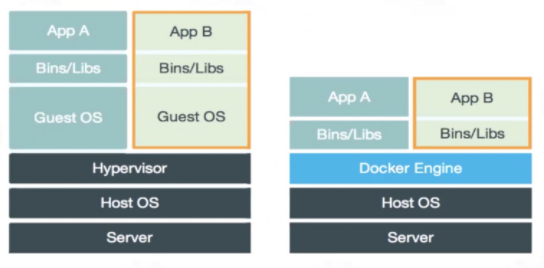 App A
App B
Bins/Libs
Bins/Libs
Guest OS
Guest OS
Hypervisor
Host OS
Server
App A
App B
Bins/Libs
Bins/Libs
Docker Engine
Host OS
Server